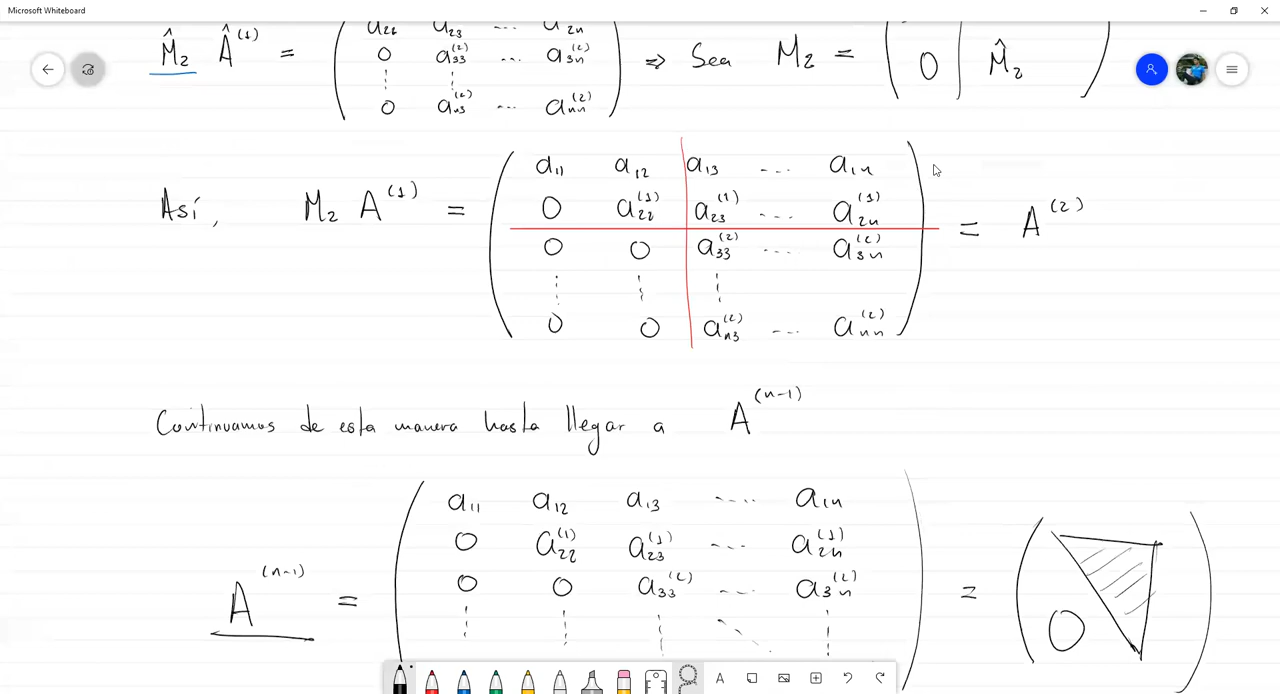 Microsoft Whiteboard
M̂₂ Â⁽¹⁾ = ( a₂₂ a₂₃ ... a₂ₙ
0 a₃₃⁽²⁾ ... a₃ₙ⁽²⁾
⋮ ⋮
0 aₙ₃⁽²⁾ ... aₙₙ⁽²⁾ ) ⇒ Sea M₂ = ( 0 | M̂₂ )
Así, M₂ A⁽¹⁾ = ( a₁₁ a₁₂ a₁₃ ... a₁ₙ
0 a₂₂⁽¹⁾ a₂₃⁽¹⁾ ... a₂ₙ⁽¹⁾
0 0 a₃₃⁽²⁾ ... a₃ₙ⁽²⁾
⋮ ⋮ ⋮
0 0 aₙ₃⁽²⁾ ... aₙₙ⁽²⁾ ) = A⁽²⁾
Continuamos de esta manera hasta llegar a A⁽ⁿ⁻¹⁾
A⁽ⁿ⁻¹⁾ = ( a₁₁ a₁₂ a₁₃ ... a₁ₙ
0 a₂₂⁽¹⁾ a₂₃⁽¹⁾ ... a₂ₙ⁽¹⁾
0 0 a₃₃⁽²⁾ ... a₃ₙ⁽²⁾
⋮ ⋮ ⋮ ⋱ ⋮ ) = ( 0 )
A